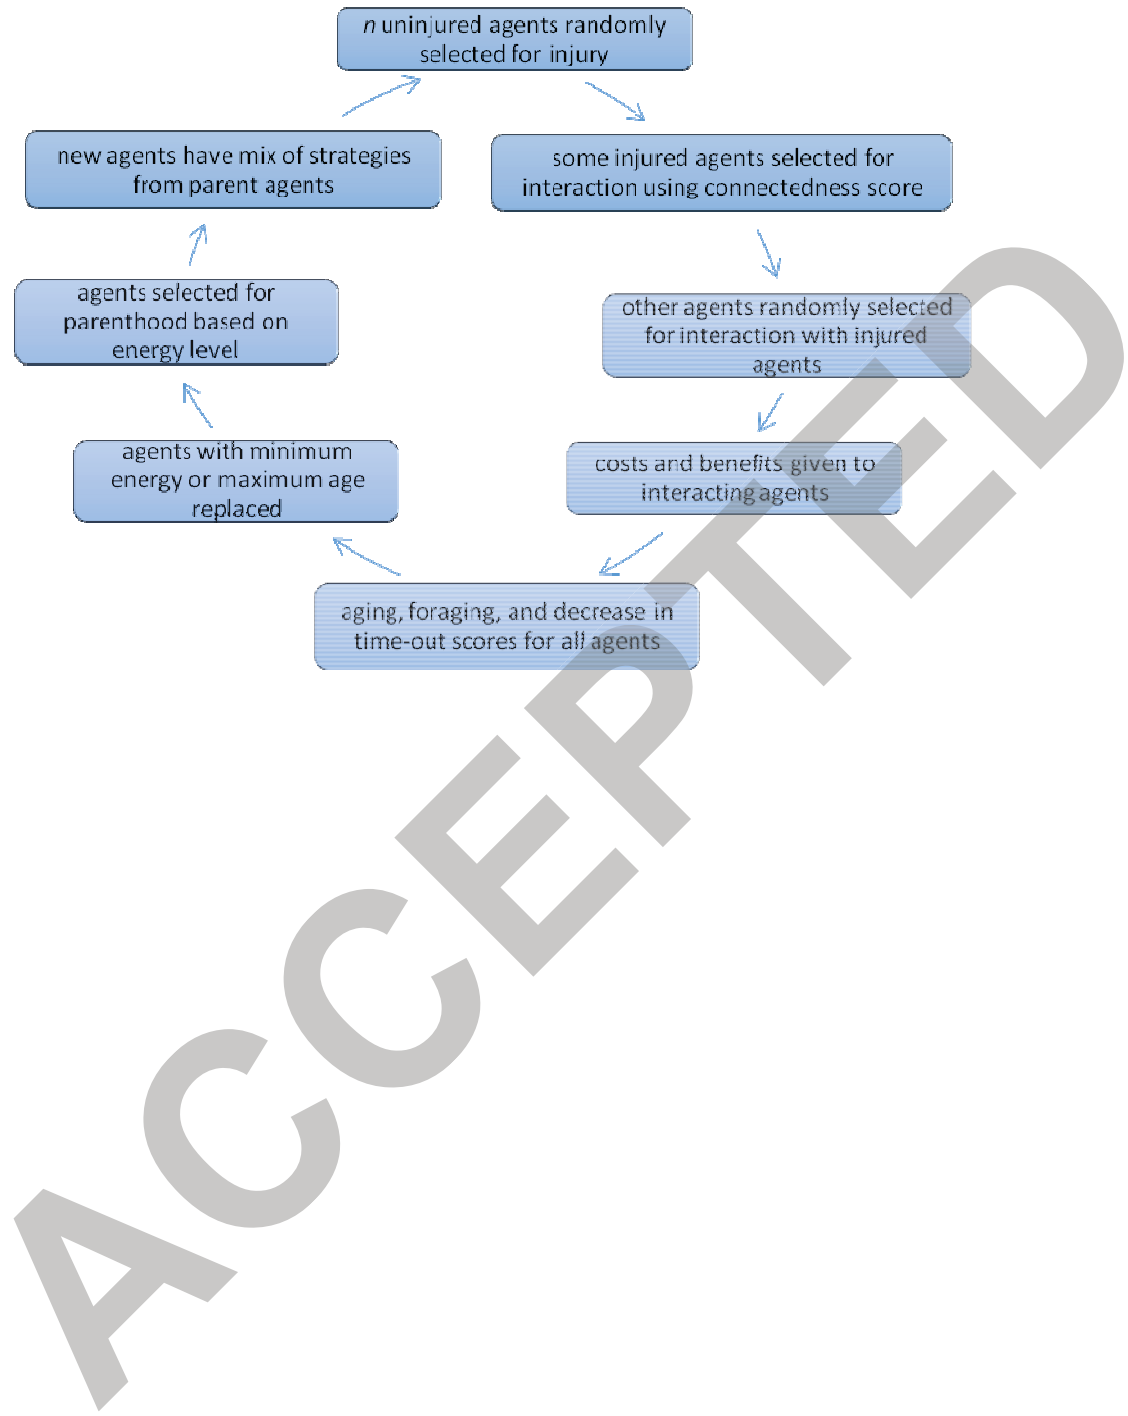 n uninjured agents randomly
selected for injury
some injured agents selected for
interaction using connectedness score
other agents randomly selected
for interaction with injured
agents
costs and benefits given to
interacting agents
aging, foraging, and decrease in
time-out scores for all agents
agents with minimum
energy or maximum age
replaced
agents selected for
parenthood based on
energy level
new agents have mix of strategies
from parent agents
ACCEPTED